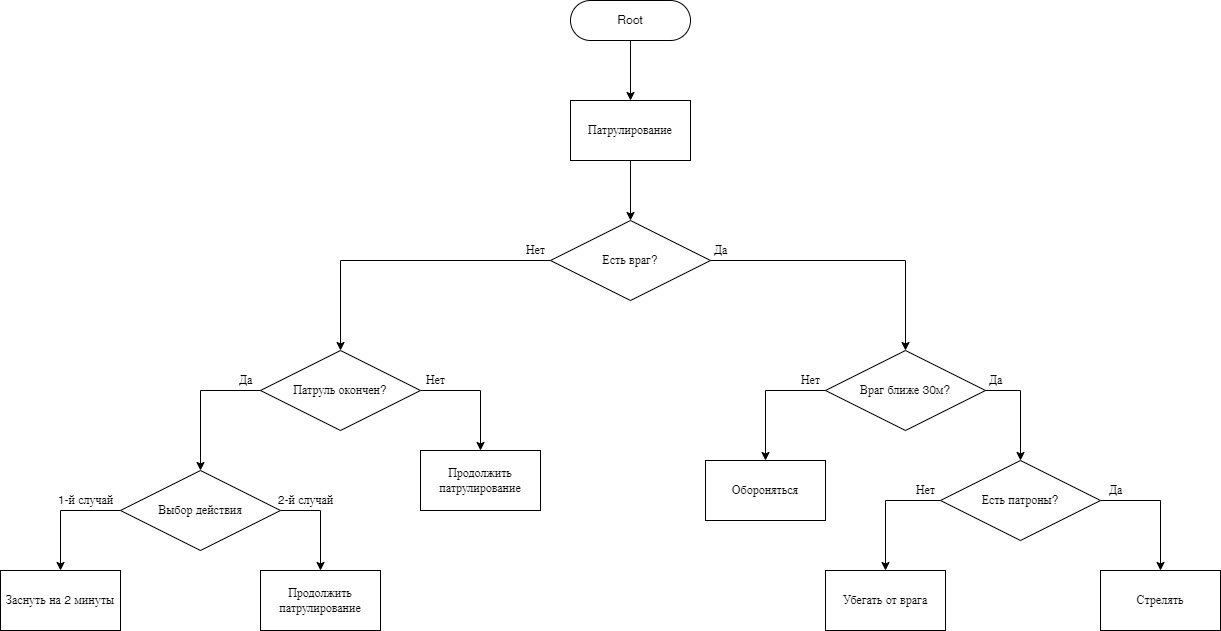 Root
Патрулирование
Нет
Да
Есть враг?
Да
Патруль окончен?
Нет
Нет
Враг ближе 30м?
Да
Продолжить
патрулирование
Обороняться
1-й случай
Выбор действия
2-й случай
Нет
Есть патроны?
Да
Заснуть на 2 минуты
Продолжить
патрулирование
Убегать от врага
Стрелять